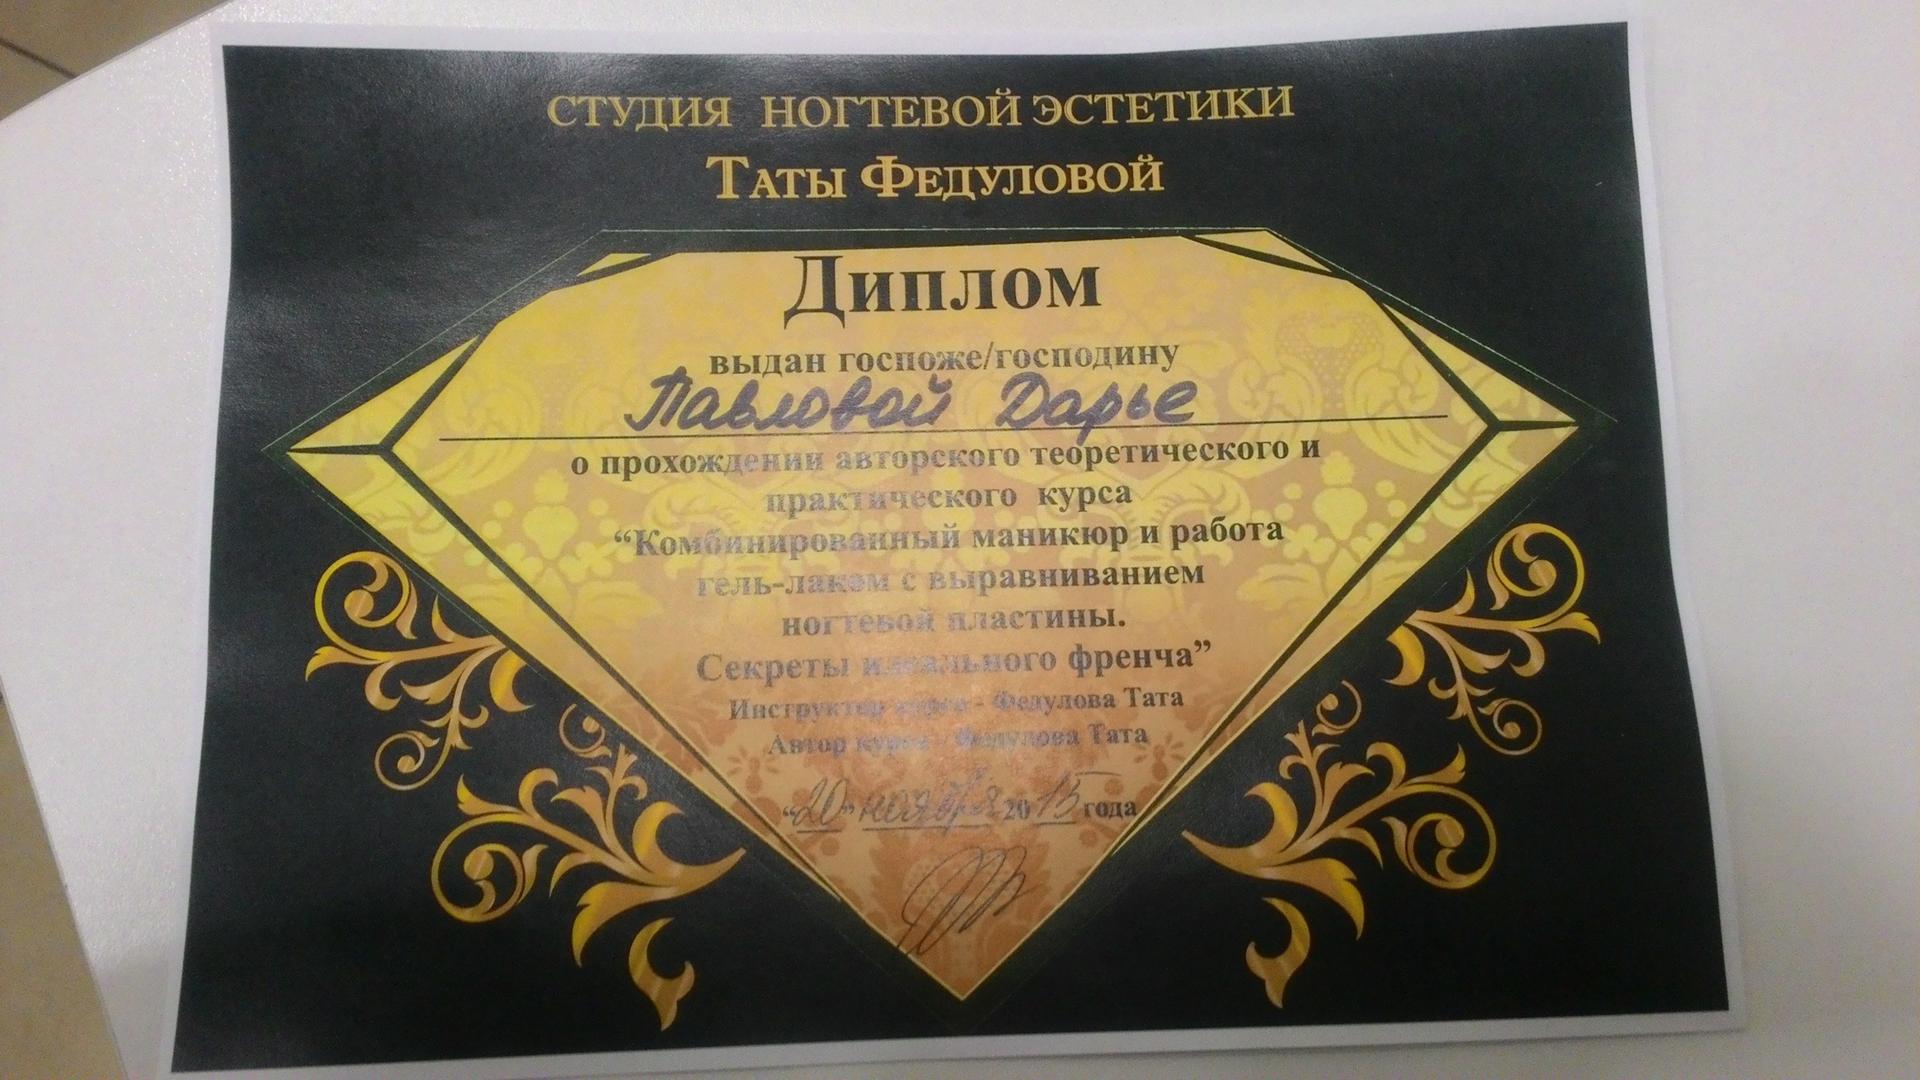 СТУДИЯ НОГТЕВОЙ ЭСТЕТИКИ
ТАТЫ ФЕДУЛОВОЙ
Диплом
выдан госпоже/господину
Павловой Дарье
о прохождении авторского теоретического и
практического курса
“Комбинированный маникюр и работа
гель-лаком с выравниванием
ногтевой пластины.
Секреты идеального френча”
Инструктор курса - Федулова Тата
Автор курса - Федулова Тата
“20” ноября 2015 года